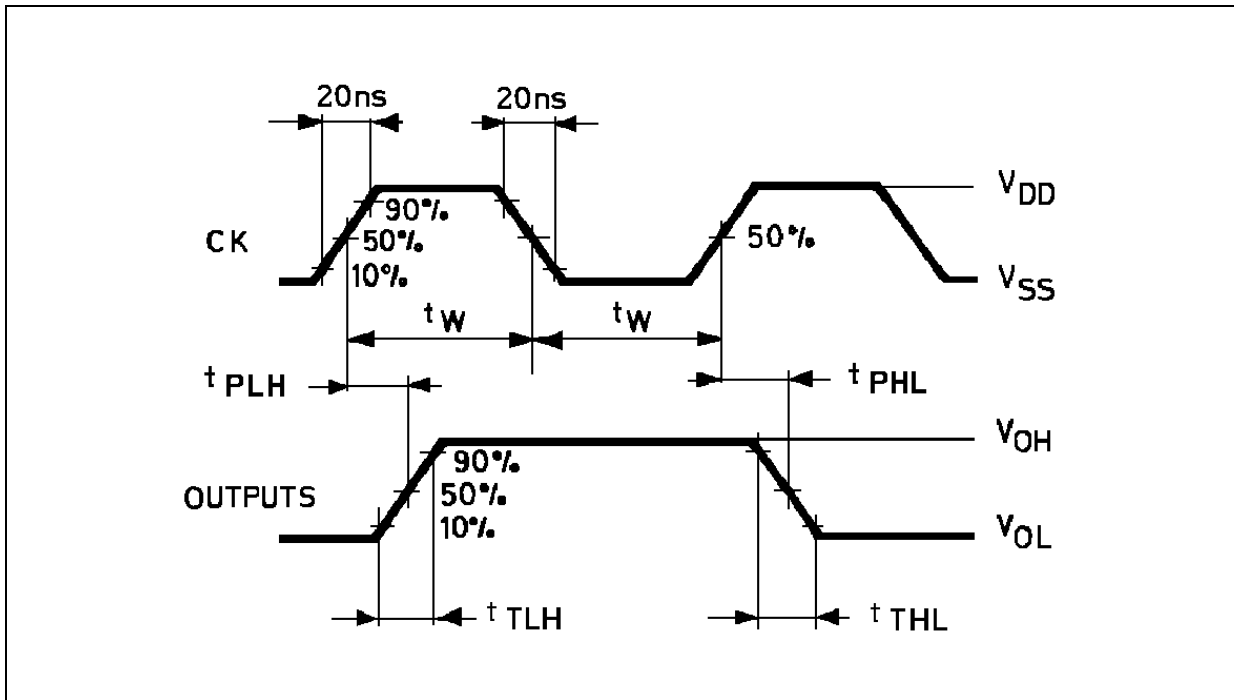 20ns 20ns
V_DD
90%
CK 50% 50%
10%
V_SS
t_W t_W
t_PLH t_PHL
V_OH
90%
OUTPUTS 50%
10%
V_OL
t_TLH t_THL